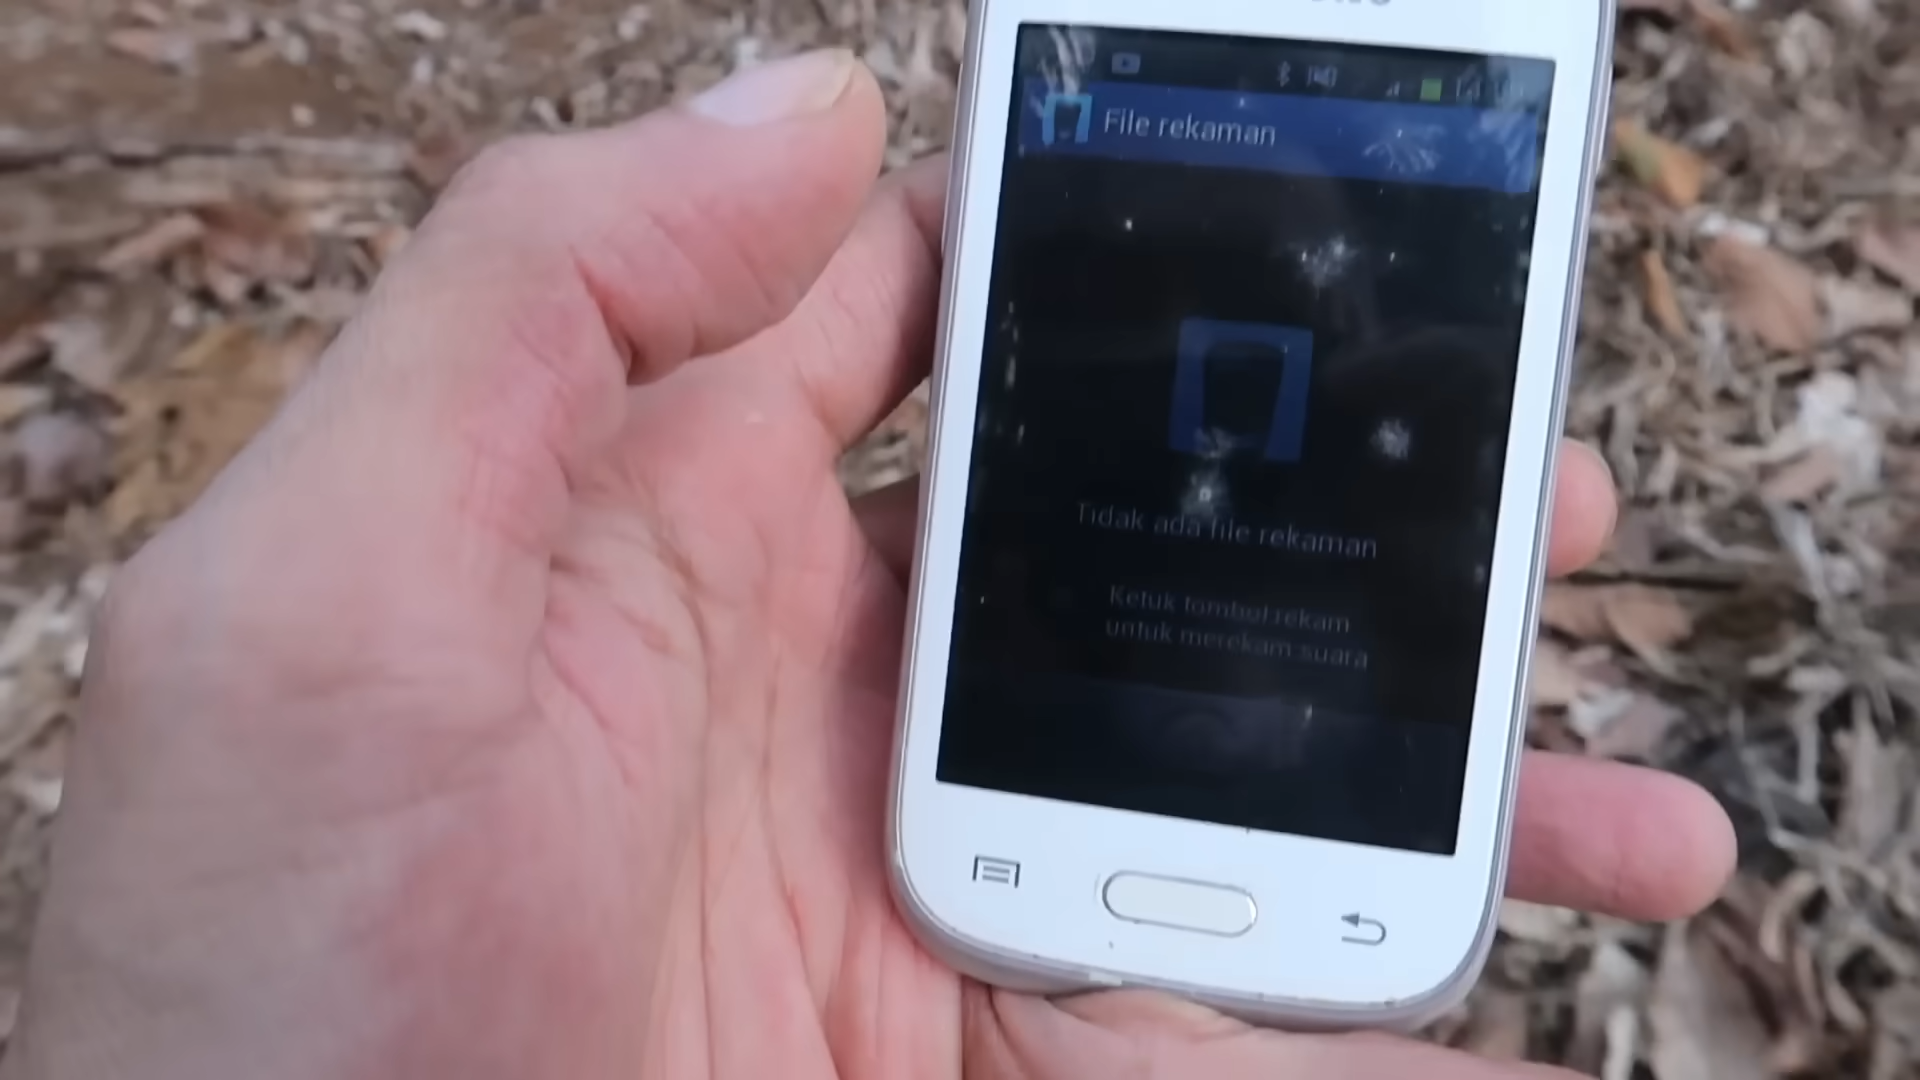 File rekaman
Tidak ada file rekaman
Ketuk tombol rekam
untuk merekam suara